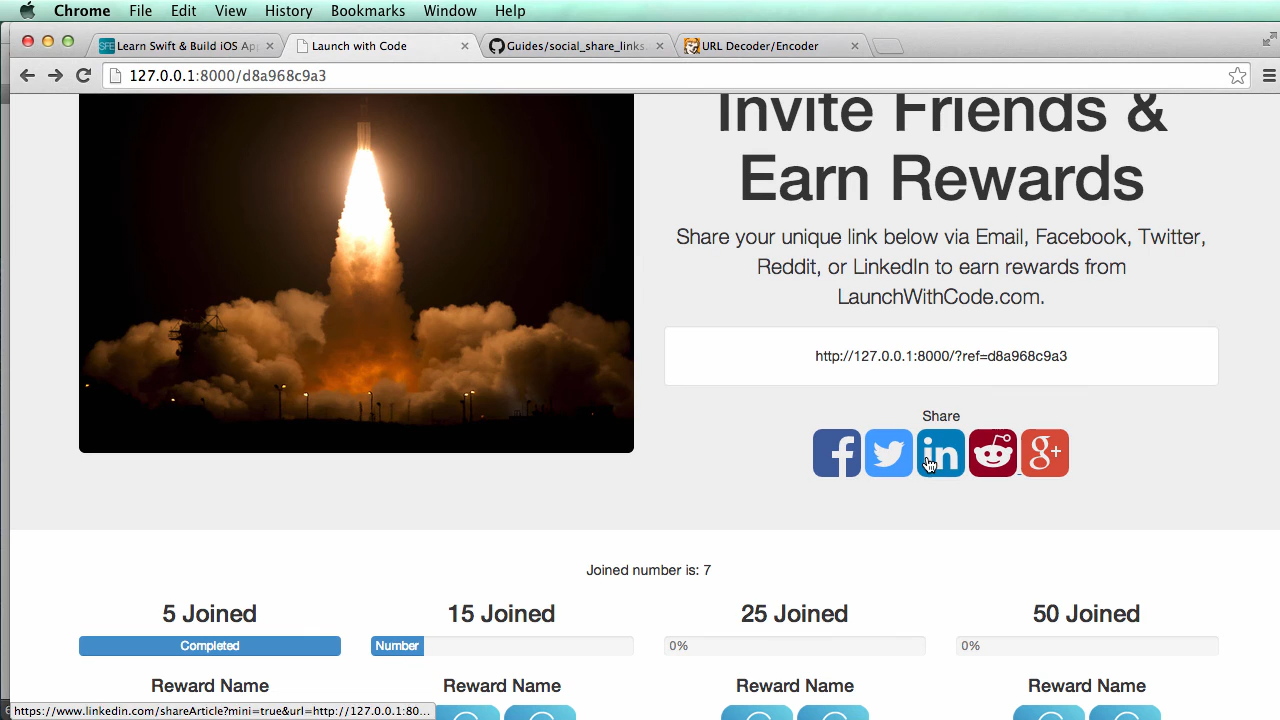 Chrome File Edit View History Bookmarks Window Help
Learn Swift & Build iOS Ap
Launch with Code
Guides/social_share_links.
URL Decoder/Encoder
127.0.0.1:8000/d8a968c9a3
Invite Friends &
Earn Rewards
Share your unique link below via Email, Facebook, Twitter,
Reddit, or LinkedIn to earn rewards from
LaunchWithCode.com.
http://127.0.0.1:8000/?ref=d8a968c9a3
Share
f in g+
Joined number is: 7
5 Joined 15 Joined 25 Joined 50 Joined
Completed Number 0% 0%
Reward Name Reward Name Reward Name Reward Name
https://www.linkedin.com/shareArticle?mini=true&url=http://127.0.0.1:80...